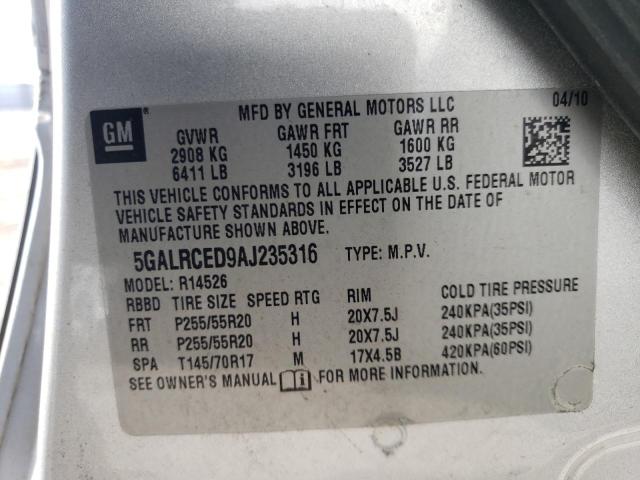 GM
MFD BY GENERAL MOTORS LLC 04/10
GVWR GAWR FRT GAWR RR
2908 KG 1450 KG 1600 KG
6411 LB 3196 LB 3527 LB
THIS VEHICLE CONFORMS TO ALL APPLICABLE U.S. FEDERAL MOTOR
VEHICLE SAFETY STANDARDS IN EFFECT ON THE DATE OF
MANUFACTURE SHOWN ABOVE.
5GALRCED9AJ235316 TYPE: M.P.V.
MODEL: R14526
RBBD TIRE SIZE SPEED RTG RIM COLD TIRE PRESSURE
FRT P255/55R20 H 20X7.5J 240KPA(35PSI)
RR P255/55R20 H 20X7.5J 240KPA(35PSI)
SPA T145/70R17 M 17X4.5B 420KPA(60PSI)
SEE OWNER'S MANUAL FOR MORE INFORMATION.